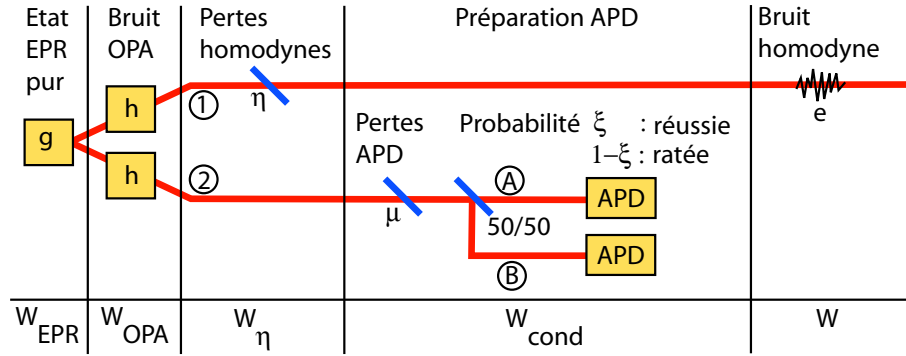 Etat
EPR
pur
Bruit
OPA
Pertes
homodynes
Préparation APD
Bruit
homodyne
g
h
h
1
2
η
e
Pertes
APD
μ
Probabilité ξ : réussie
1−ξ : ratée
A
50/50
B
APD
APD
W EPR
W OPA
W η
W cond
W